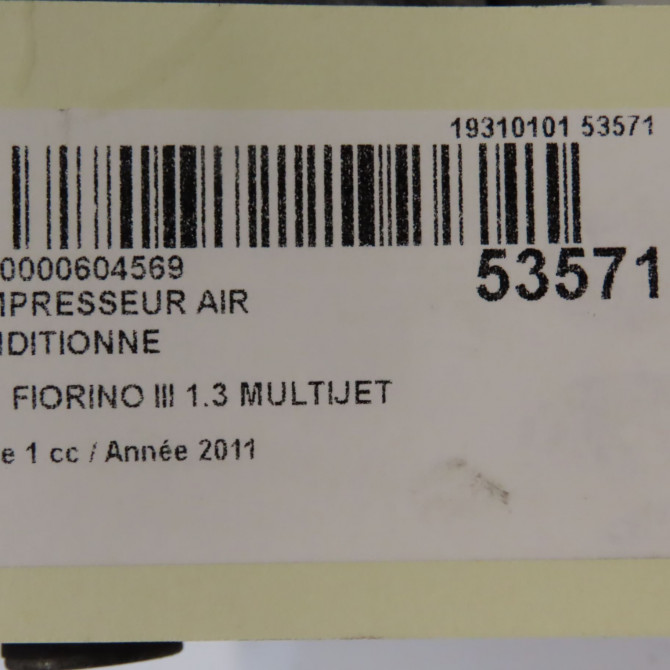 19310101 53571
0000604569
53571
MPRESSEUR AIR
NDITIONNE
FIORINO III 1.3 MULTIJET
e 1 cc / Année 2011